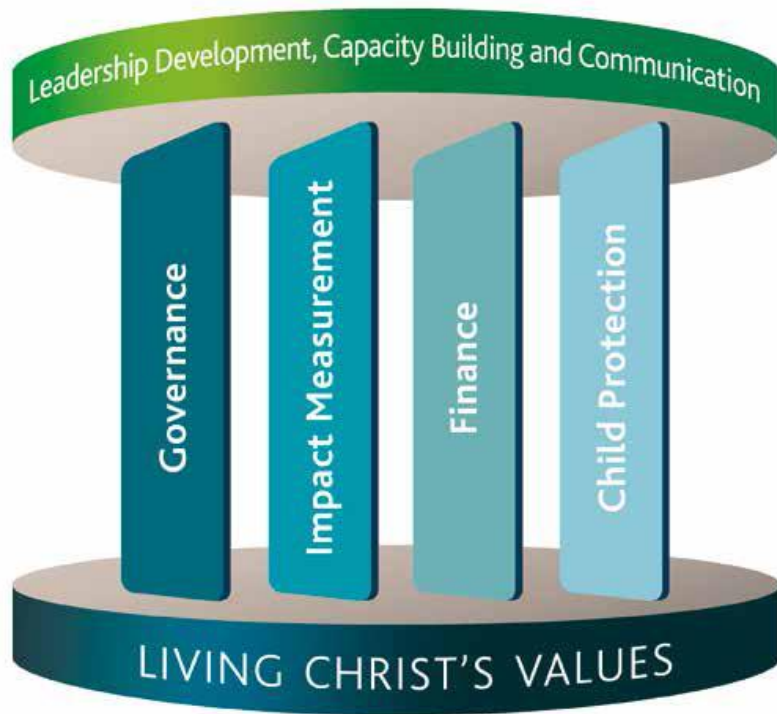 Leadership Development, Capacity Building and Communication
Governance
Impact Measurement
Finance
Child Protection
LIVING CHRIST'S VALUES